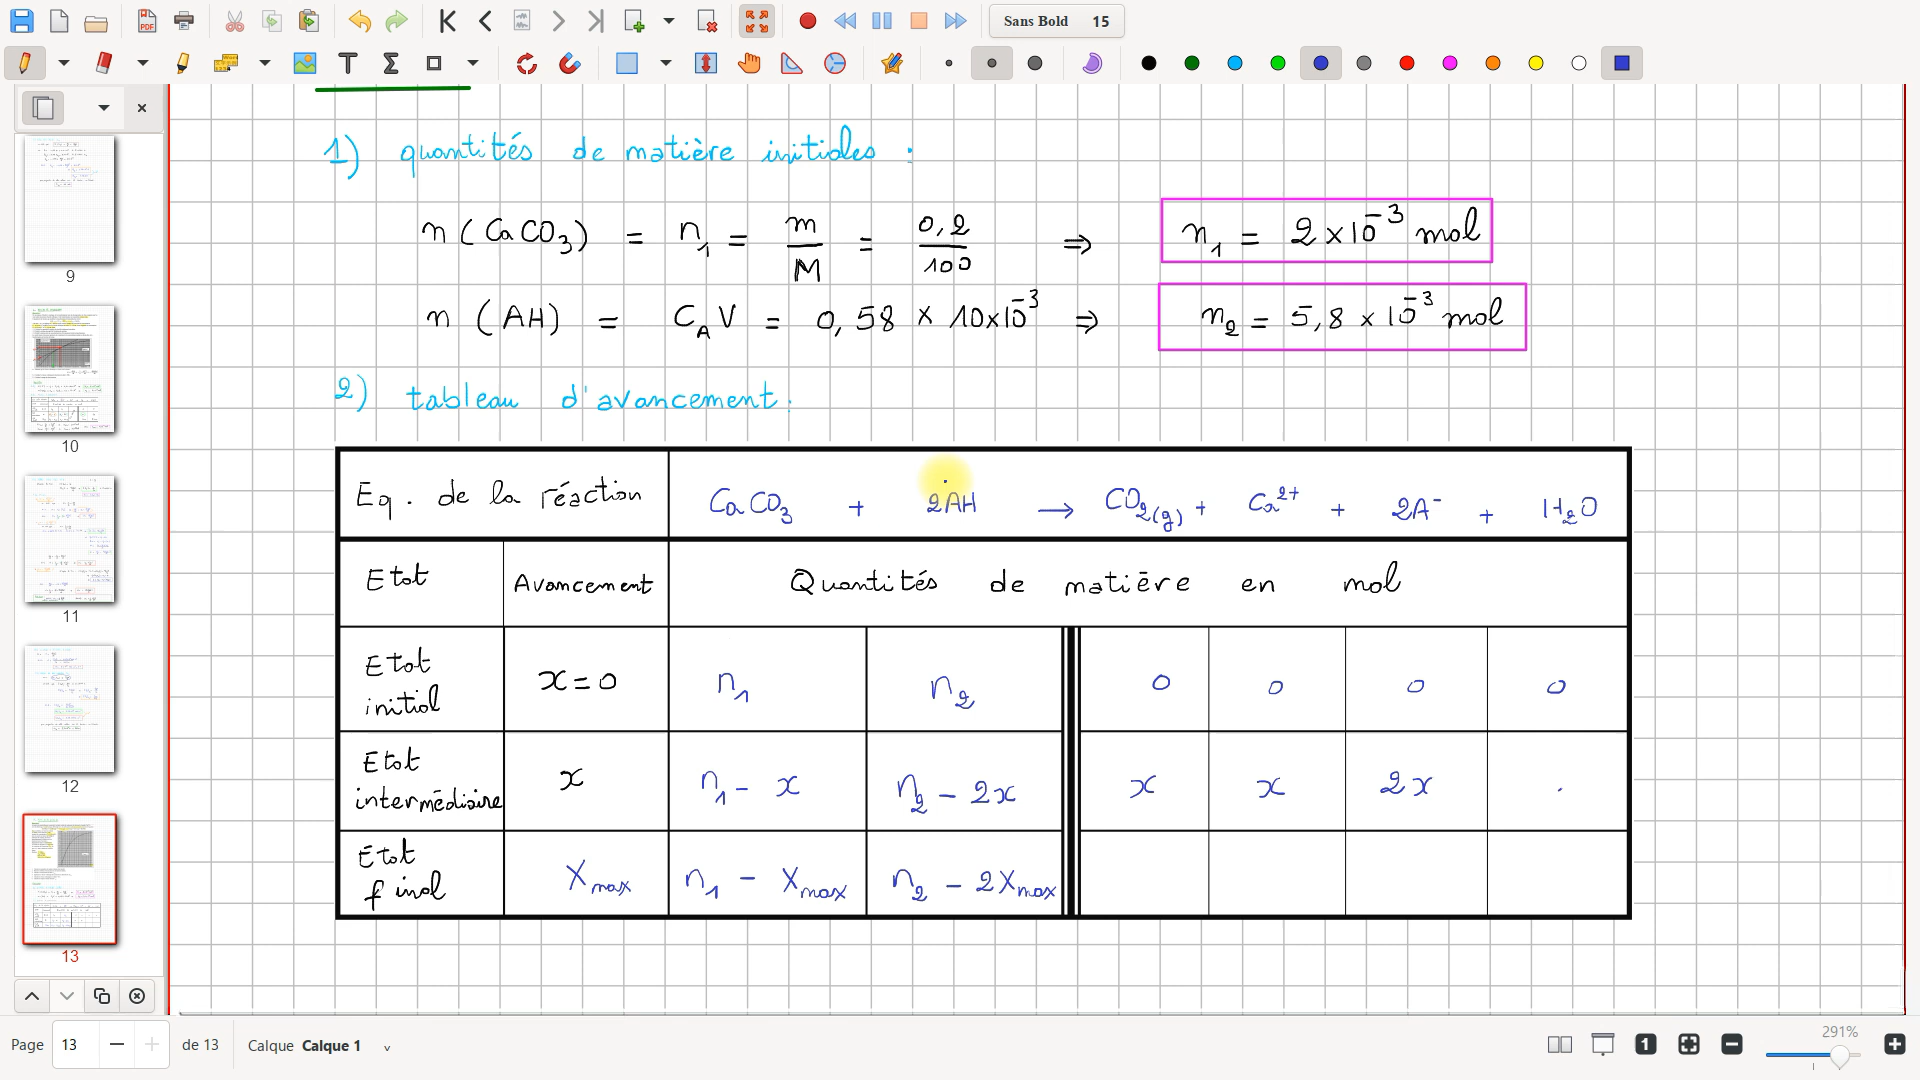 Sans Bold 15
1) quantités de matière initiales :
n (CaCO₃) = n₁ = m/M = 0,2/100 ⇒ n₁ = 2 × 10⁻³ mol
n (AH) = C_A V = 0,58 × 10×10⁻³ ⇒ n₂ = 5,8 × 10⁻³ mol
2) tableau d'avancement :
Eq. de la réaction CaCO₃ + 2AH → CO₂(g) + Ca²⁺ + 2A⁻ + H₂O
Etat Avancement Quantités de matière en mol
Etat initial x = 0 n₁ n₂ 0 0 0 0
Etat intermédiaire x n₁ - x n₂ - 2x x x 2x .
Etat final Xmax n₁ - Xmax n₂ - 2Xmax
9
10
11
12
13
Page 13 de 13 Calque Calque 1 1 291%